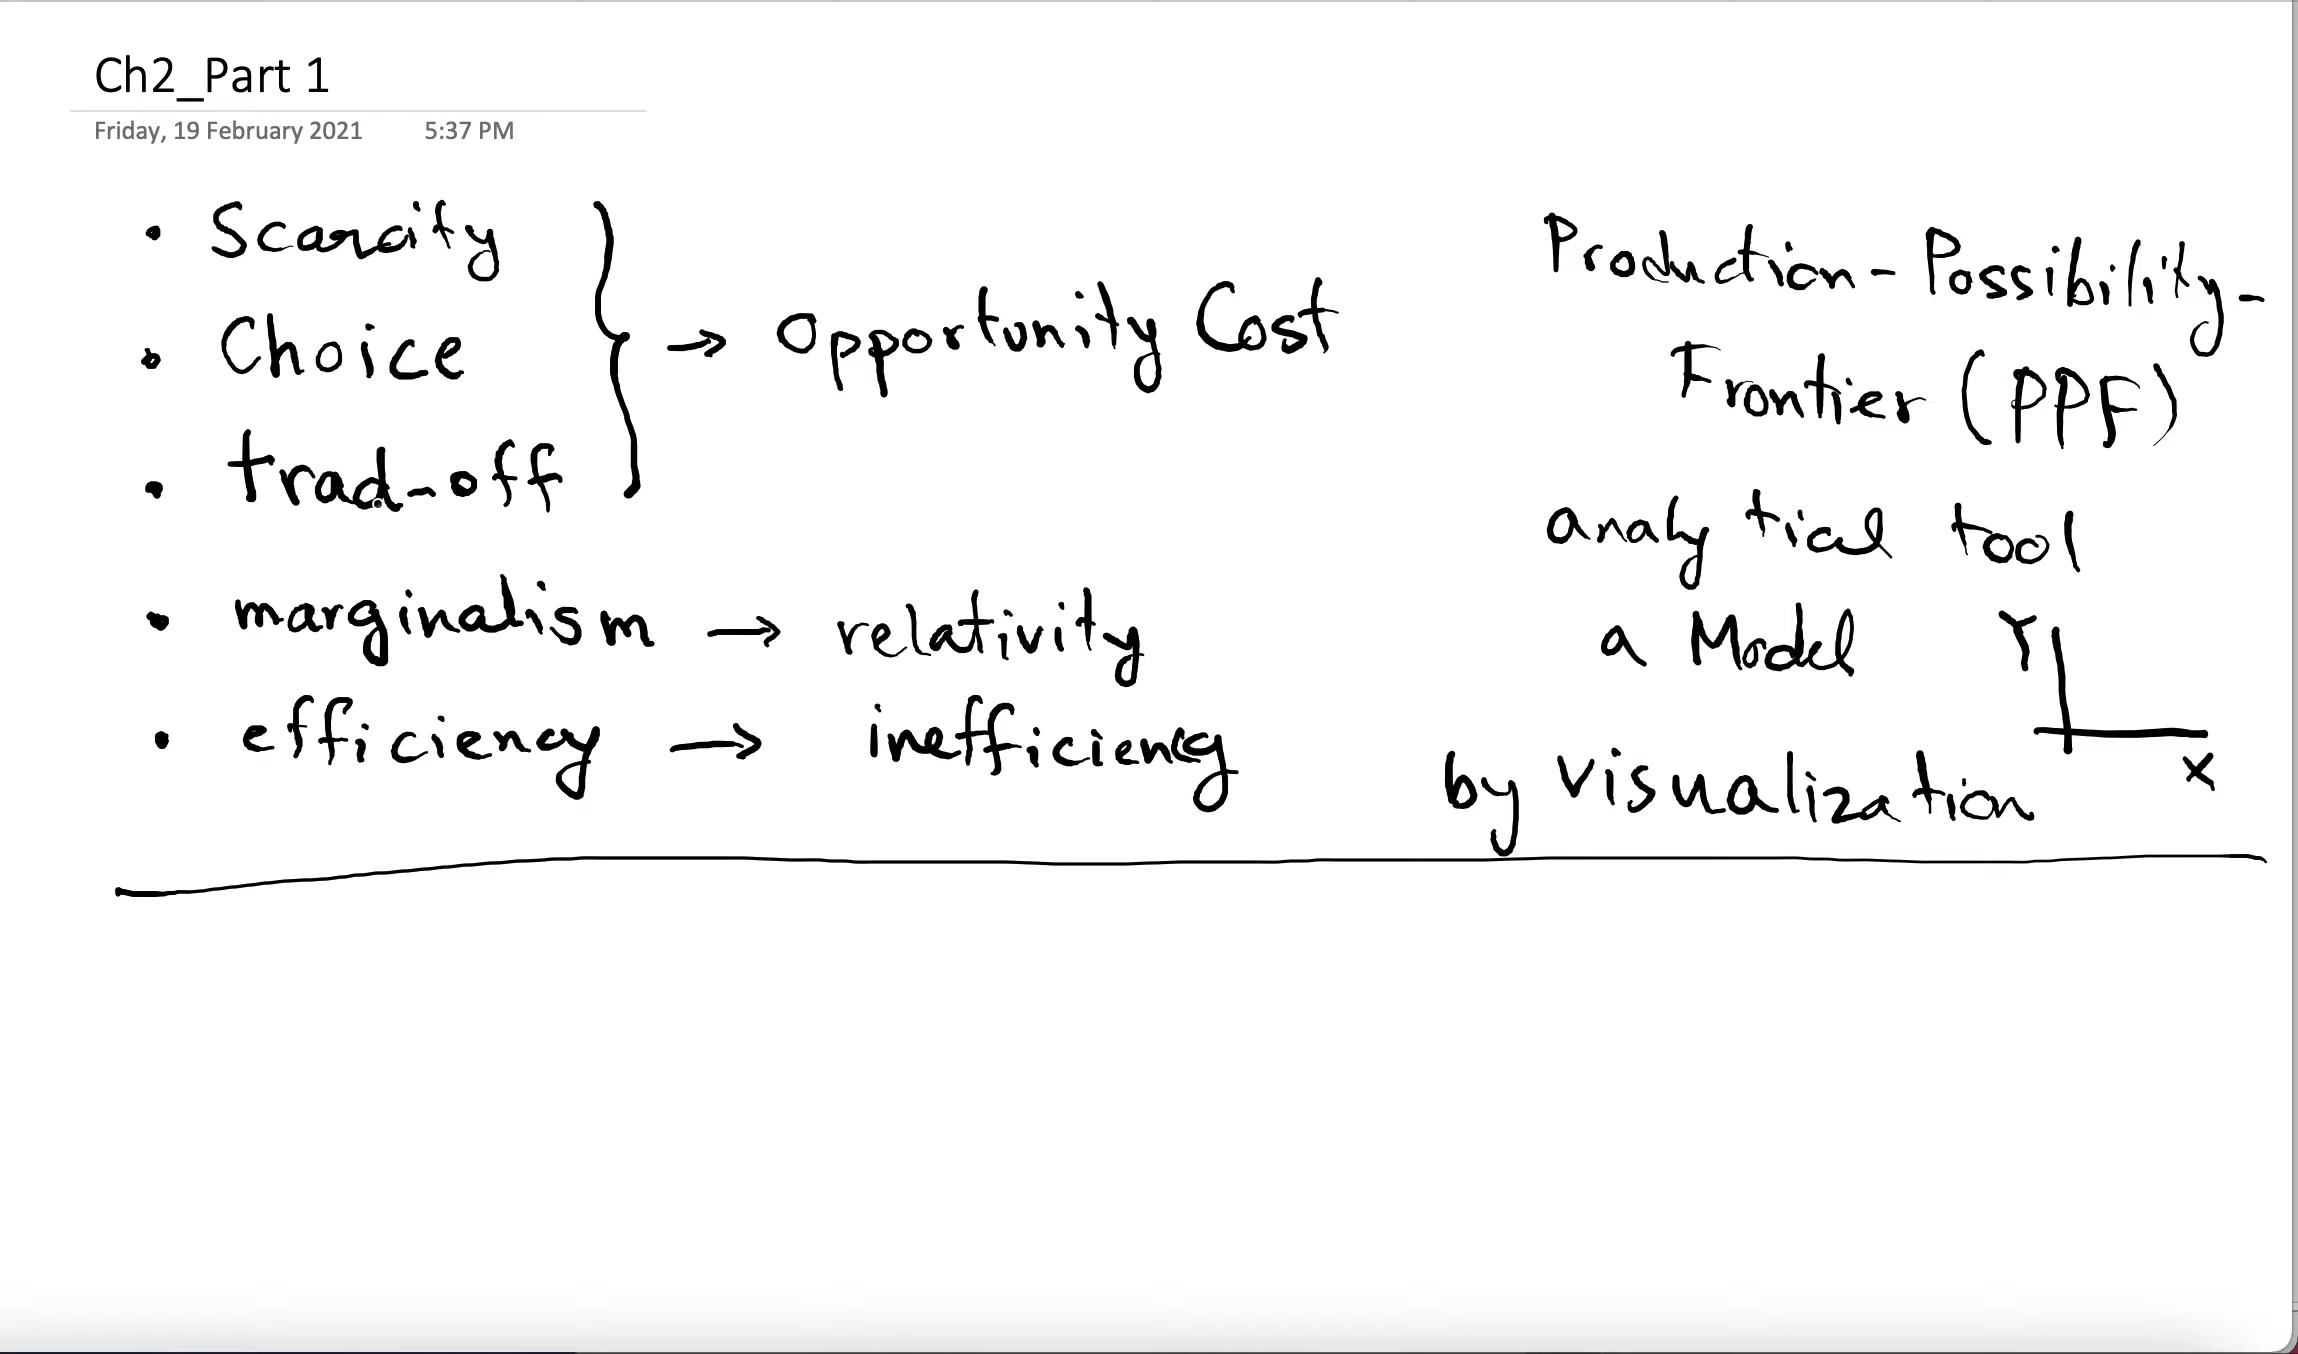 Ch2_Part 1
Friday, 19 February 2021 5:37 PM
• Scarcity
• Choice
• trad-off
→ Opportunity Cost
• marginalism → relativity
• efficiency → inefficiency
Production-Possibility-
Frontier (PPF)
analytical tool
a Model
Y
X
by visualization